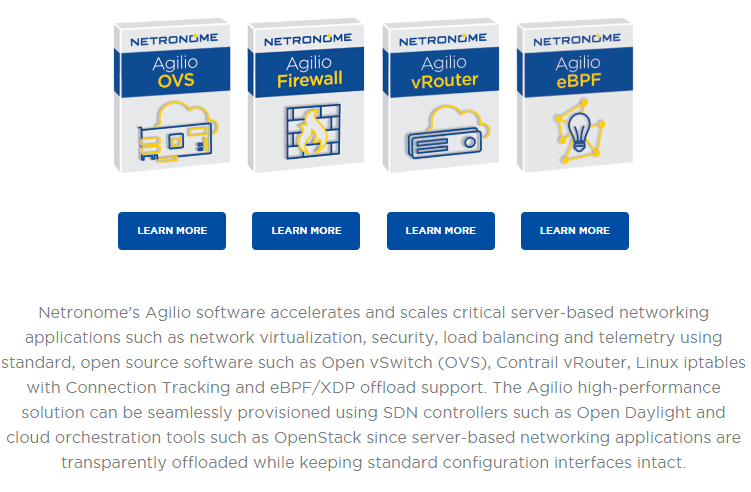 NETRONOME NETRONOME NETRONOME NETRONOME
Agilio Agilio Agilio Agilio
OVS Firewall vRouter eBPF
LEARN MORE LEARN MORE LEARN MORE LEARN MORE
Netronome's Agilio software accelerates and scales critical server-based networking
applications such as network virtualization, security, load balancing and telemetry using
standard, open source software such as Open vSwitch (OVS), Contrail vRouter, Linux iptables
with Connection Tracking and eBPF/XDP offload support. The Agilio high-performance
solution can be seamlessly provisioned using SDN controllers such as Open Daylight and
cloud orchestration tools such as OpenStack since server-based networking applications are
transparently offloaded while keeping standard configuration interfaces intact.